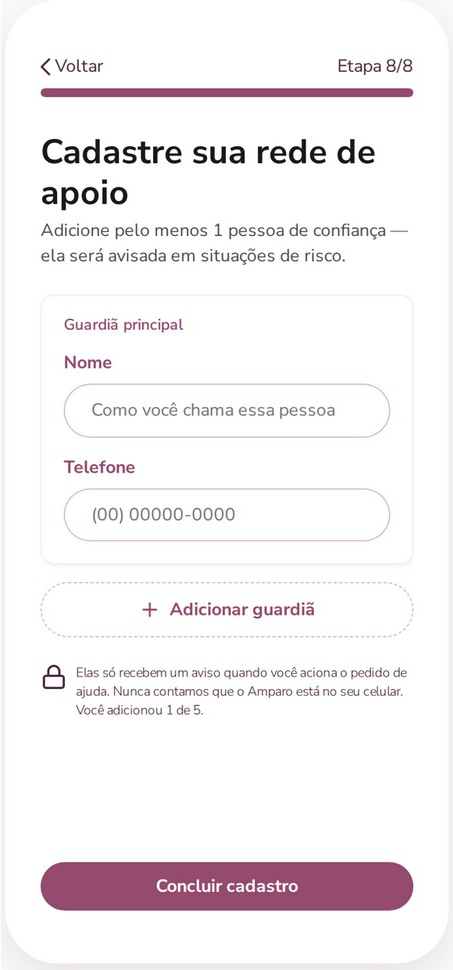 Voltar
Etapa 8/8
Cadastre sua rede de
apoio
Adicione pelo menos 1 pessoa de confiança —
ela será avisada em situações de risco.
Guardiã principal
Nome
Como você chama essa pessoa
Telefone
(00) 00000-0000
Adicionar guardiã
Elas só recebem um aviso quando você aciona o pedido de
ajuda. Nunca contamos que o Amparo está no seu celular.
Você adicionou 1 de 5.
Concluir cadastro